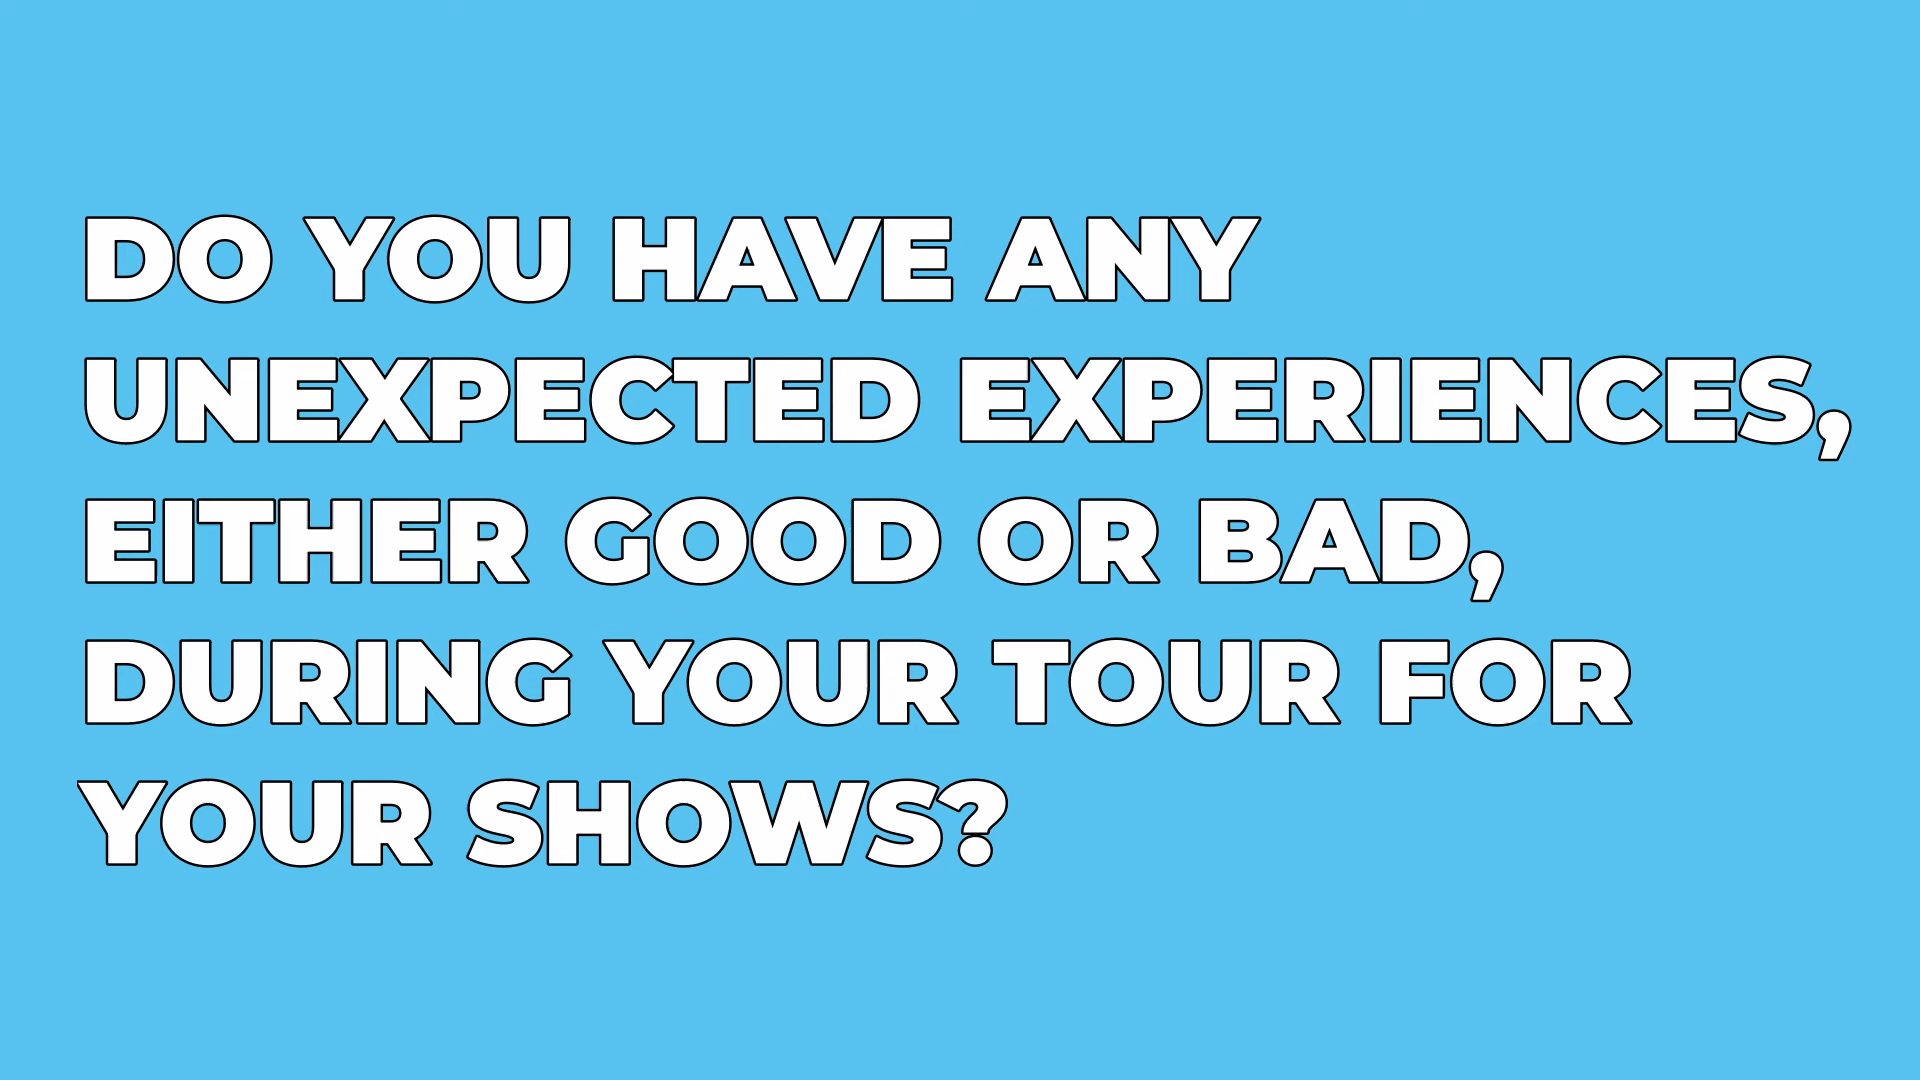 DO YOU HAVE ANY
UNEXPECTED EXPERIENCES,
EITHER GOOD OR BAD,
DURING YOUR TOUR FOR
YOUR SHOWS?